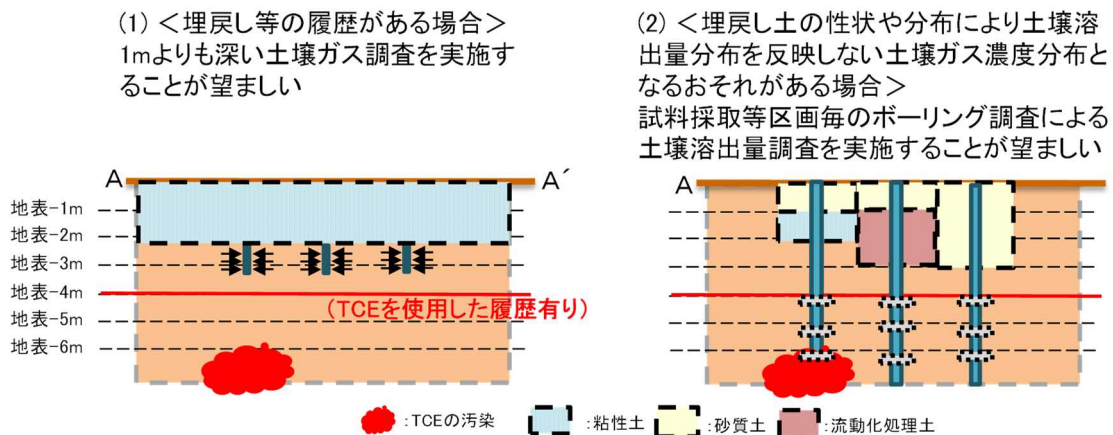 (1) ＜埋戻し等の履歴がある場合＞
1mよりも深い土壌ガス調査を実施す
ることが望ましい
(2) ＜埋戻し土の性状や分布により土壌溶
出量分布を反映しない土壌ガス濃度分布と
なるおそれがある場合＞
試料採取等区画毎のボーリング調査による
土壌溶出量調査を実施することが望ましい
A
A´
地表-1m
地表-2m
地表-3m
地表-4m
地表-5m
地表-6m
(TCEを使用した履歴有り)
A
:TCEの汚染
:粘性土
:砂質土
:流動化処理土